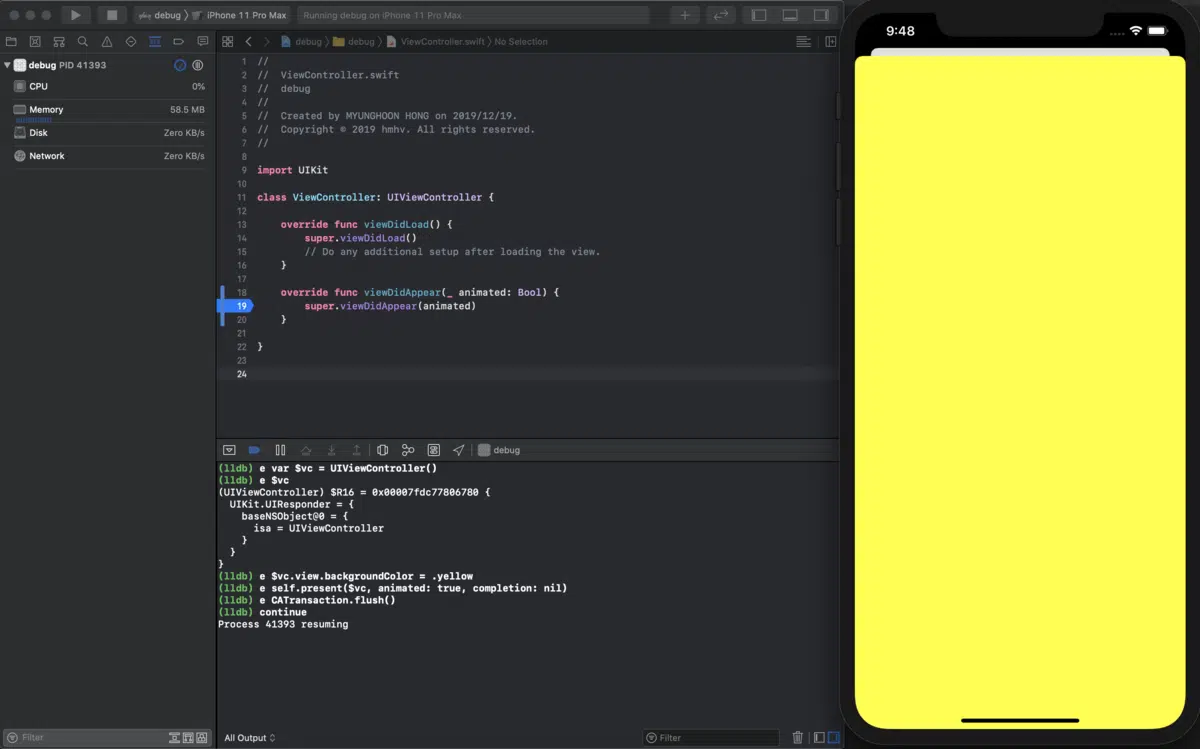 debug 〉 iPhone 11 Pro Max
Running debug on iPhone 11 Pro Max
9:48
debug 〉 debug 〉 ViewController.swift 〉 No Selection
debug PID 41393
CPU 0%
Memory 58.5 MB
Disk Zero KB/s
Network Zero KB/s
1 //
2 //  ViewController.swift
3 //  debug
4 //
5 //  Created by MYUNGHOON HONG on 2019/12/19.
6 //  Copyright © 2019 hmhv. All rights reserved.
7 //
8
9 import UIKit
10
11 class ViewController: UIViewController {
12
13     override func viewDidLoad() {
14         super.viewDidLoad()
15         // Do any additional setup after loading the view.
16     }
17
18     override func viewDidAppear(_ animated: Bool) {
19         super.viewDidAppear(animated)
20     }
21
22 }
23
24
debug
(lldb) e var $vc = UIViewController()
(lldb) e $vc
(UIViewController) $R16 = 0x00007fdc77806780 {
  UIKit.UIResponder = {
    baseNSObject@0 = {
      isa = UIViewController
    }
  }
}
(lldb) e $vc.view.backgroundColor = .yellow
(lldb) e self.present($vc, animated: true, completion: nil)
(lldb) e CATransaction.flush()
(lldb) continue
Process 41393 resuming
Filter
All Output
Filter